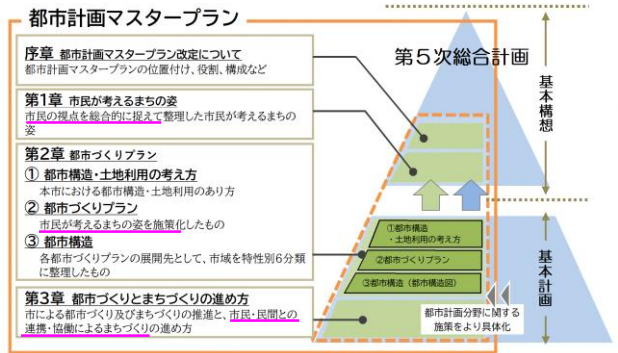 都市計画マスタープラン
序章 都市計画マスタープラン改定について
都市計画マスタープランの位置付け、役割、構成など
第1章 市民が考えるまちの姿
市民の視点を総合的に捉えて整理した市民が考えるまちの
姿
第2章 都市づくりプラン
① 都市構造・土地利用の考え方
本市における都市構造・土地利用のあり方
② 都市づくりプラン
市民が考えるまちの姿を施策化したもの
③ 都市構造
各都市づくりプランの展開先として、市域を特性別6分類
に整理したもの
第3章 都市づくりとまちづくりの進め方
市による都市づくり及びまちづくりの推進と、市民・民間との
連携・協働によるまちづくりの進め方
第5次総合計画
基本構想
①都市構造
・土地利用の考え方
②都市づくりプラン
③都市構造（都市構造図）
都市計画分野に関する
施策をより具体化
基本計画